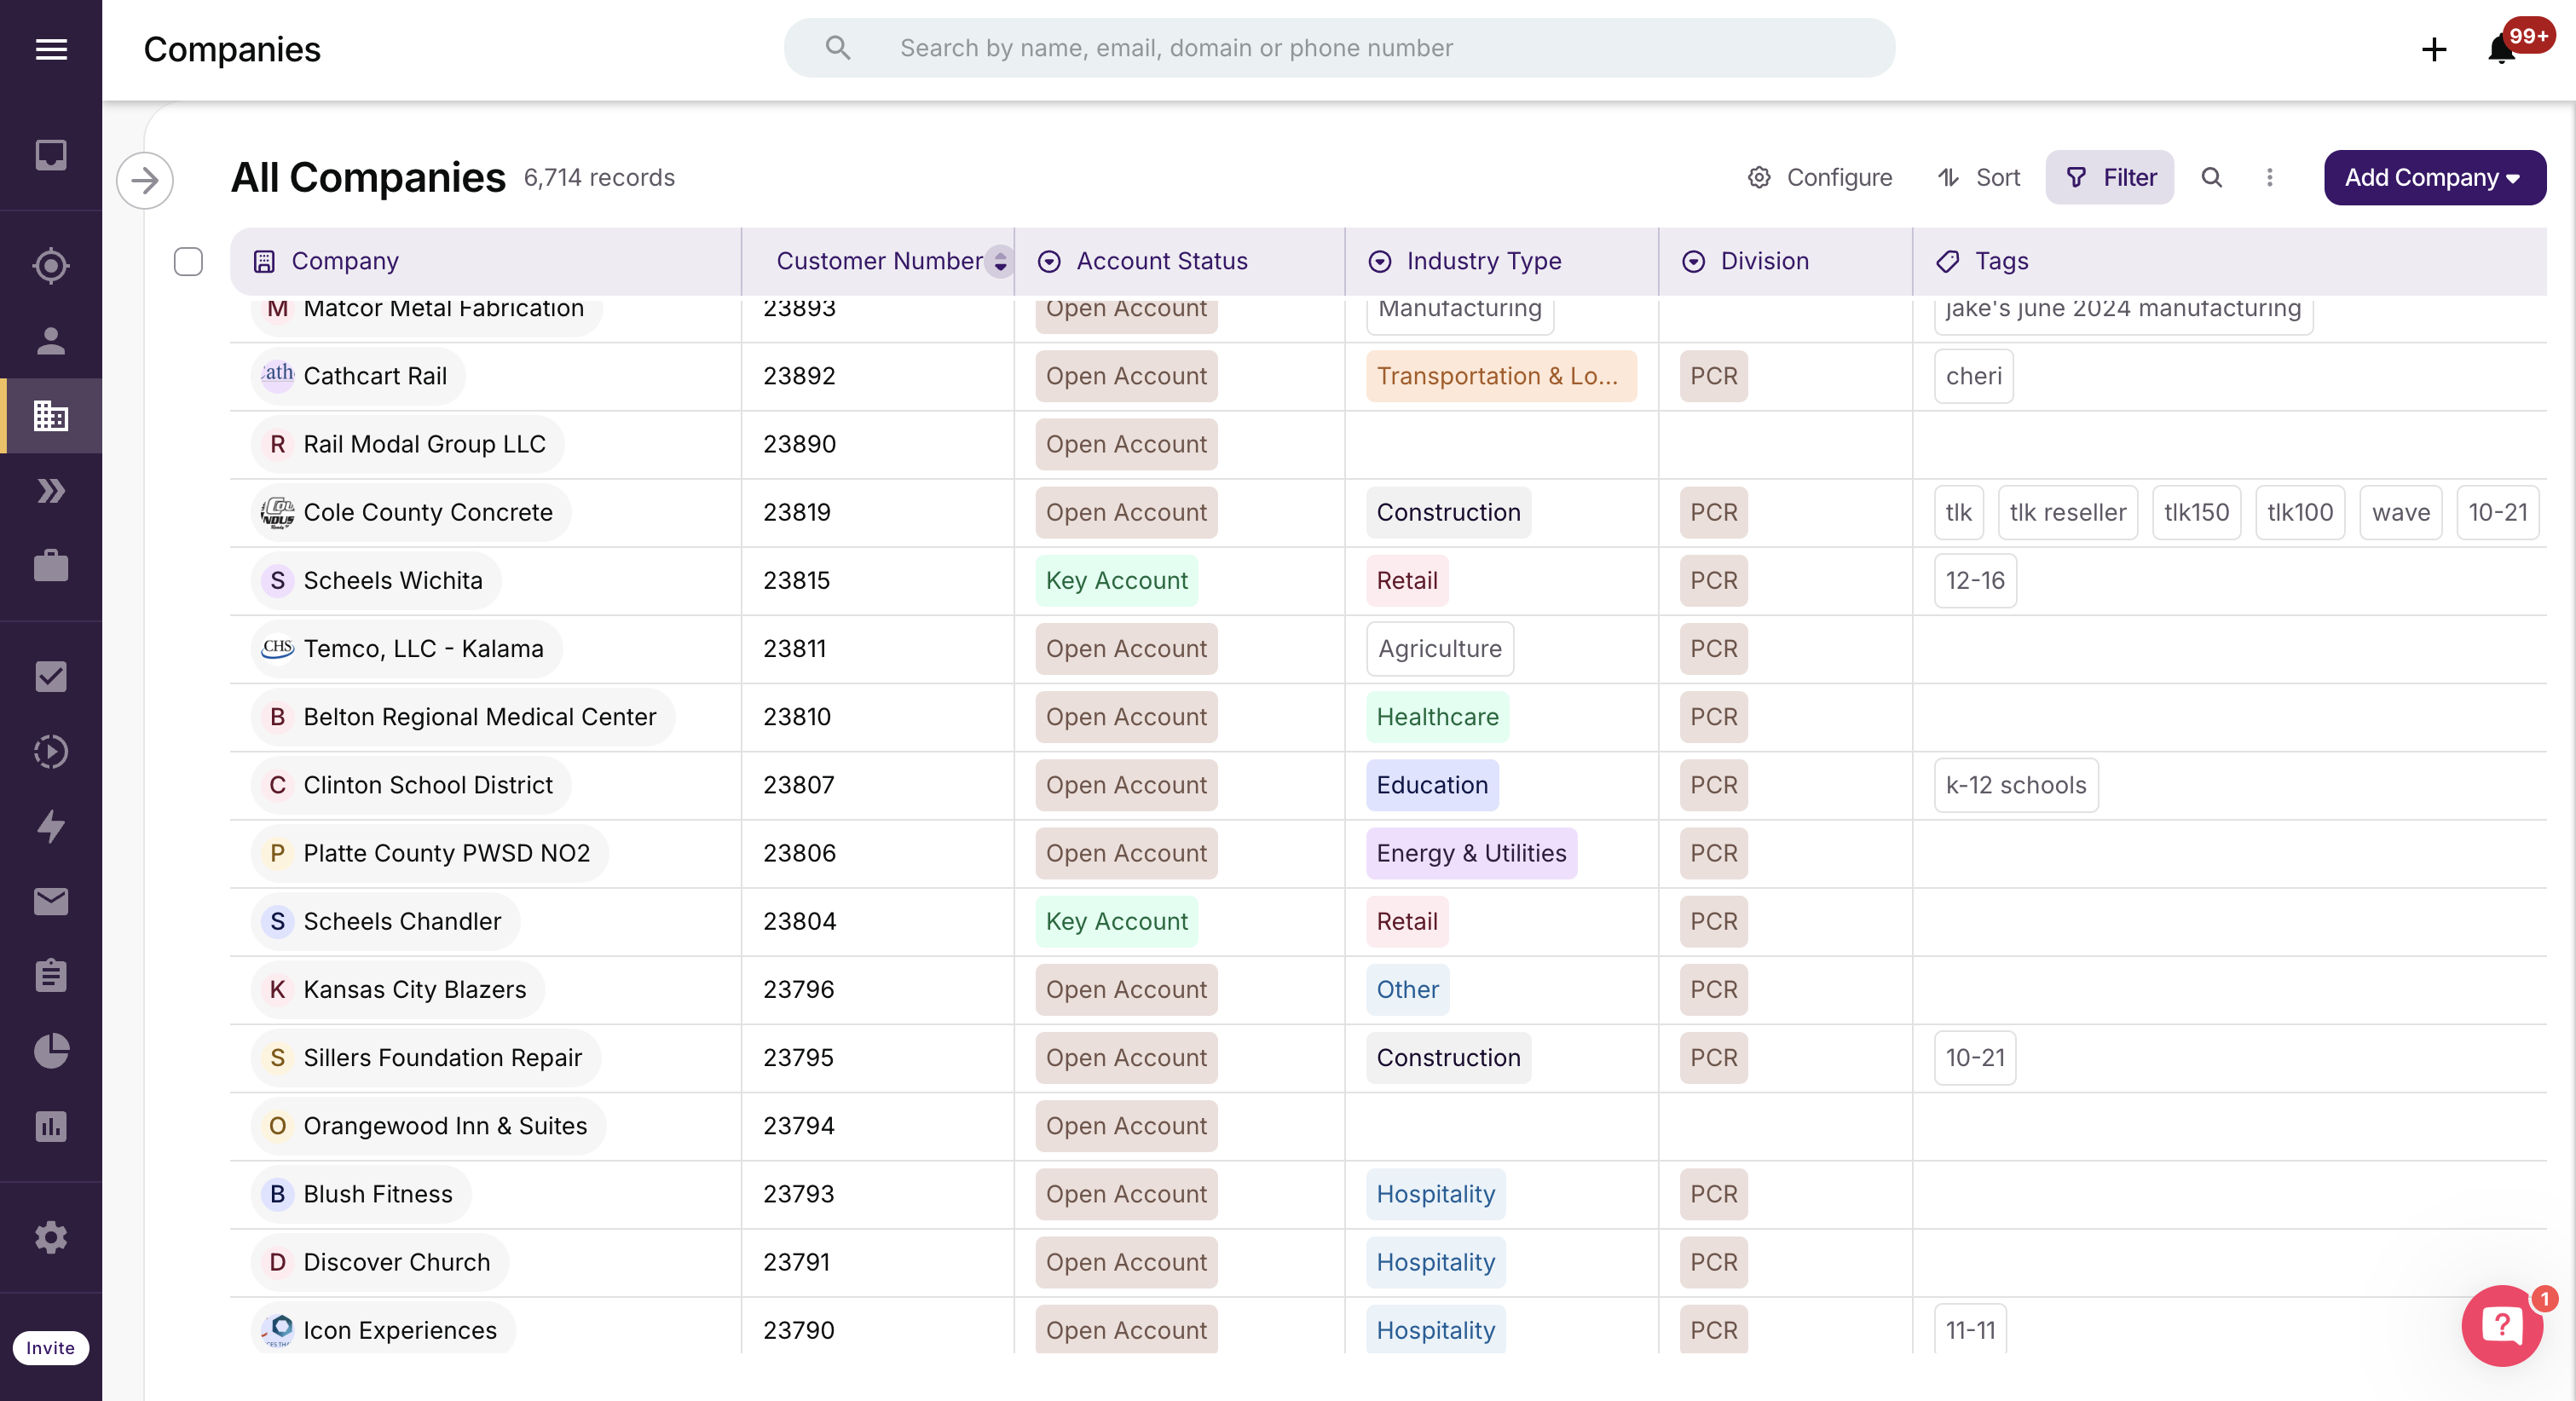 Companies
Search by name, email, domain or phone number
99+
All Companies 6,714 records
Configure Sort Filter Add Company
Company Customer Number Account Status Industry Type Division Tags
M Matcor Metal Fabrication 23893 Open Account Manufacturing jake's june 2024 manufacturing
Cath Cathcart Rail 23892 Open Account Transportation & Lo... PCR cheri
R Rail Modal Group LLC 23890 Open Account
Cole County Concrete 23819 Open Account Construction PCR tlk tlk reseller tlk150 tlk100 wave 10-21
S Scheels Wichita 23815 Key Account Retail PCR 12-16
CHS Temco, LLC - Kalama 23811 Open Account Agriculture PCR
B Belton Regional Medical Center 23810 Open Account Healthcare PCR
C Clinton School District 23807 Open Account Education PCR k-12 schools
P Platte County PWSD NO2 23806 Open Account Energy & Utilities PCR
S Scheels Chandler 23804 Key Account Retail PCR
K Kansas City Blazers 23796 Open Account Other PCR
S Sillers Foundation Repair 23795 Open Account Construction PCR 10-21
O Orangewood Inn & Suites 23794 Open Account
B Blush Fitness 23793 Open Account Hospitality PCR
D Discover Church 23791 Open Account Hospitality PCR
Icon Experiences 23790 Open Account Hospitality PCR 11-11
Invite
1